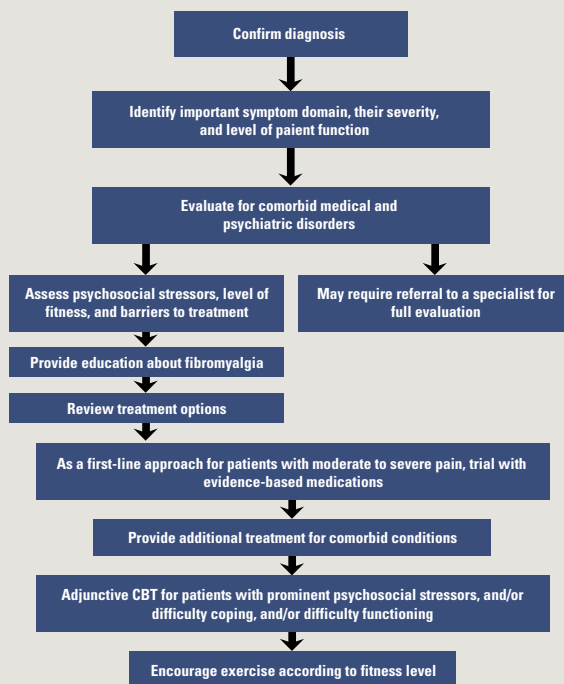 Confirm diagnosis
Identify important symptom domain, their severity,
and level of paient function
Evaluate for comorbid medical and
psychiatric disorders
Assess psychosocial stressors, level of
fitness, and barriers to treatment
May require referral to a specialist for
full evaluation
Provide education about fibromyalgia
Review treatment options
As a first-line approach for patients with moderate to severe pain, trial with
evidence-based medications
Provide additional treatment for comorbid conditions
Adjunctive CBT for patients with prominent psychosocial stressors, and/or
difficulty coping, and/or difficulty functioning
Encourage exercise according to fitness level